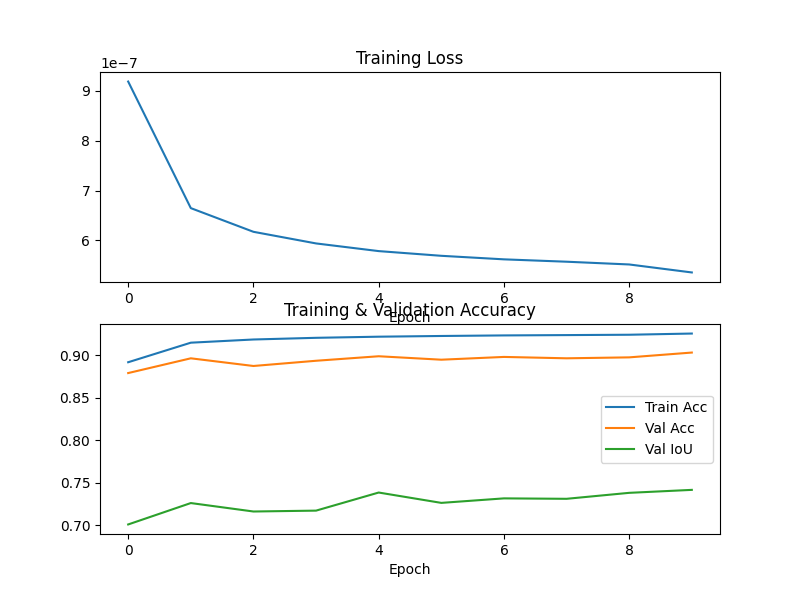 Training Loss
1e−7
9
8
7
6
0 2 4 6 8
Epoch
Training & Validation Accuracy
0.90
0.85
0.80
0.75
0.70
Train Acc
Val Acc
Val IoU
0 2 4 6 8
Epoch